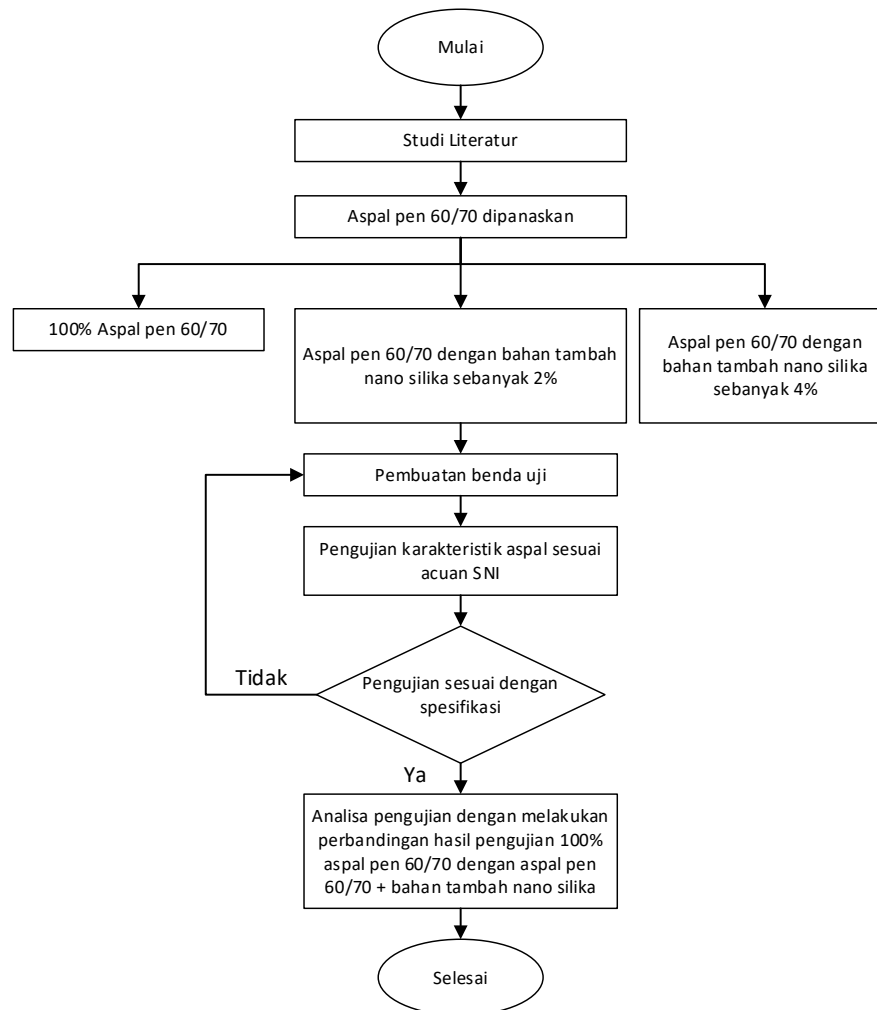 Mulai
Studi Literatur
Aspal pen 60/70 dipanaskan
100% Aspal pen 60/70
Aspal pen 60/70 dengan bahan tambah
nano silika sebanyak 2%
Aspal pen 60/70 dengan
bahan tambah nano silika
sebanyak 4%
Pembuatan benda uji
Pengujian karakteristik aspal sesuai
acuan SNI
Tidak
Pengujian sesuai dengan
spesifikasi
Ya
Analisa pengujian dengan melakukan
perbandingan hasil pengujian 100%
aspal pen 60/70 dengan aspal pen
60/70 + bahan tambah nano silika
Selesai